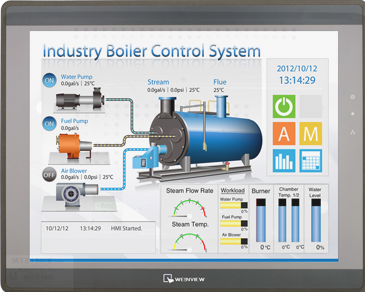 Industry Boiler Control System
2012/10/12
13:14:29
ON
Water Pump
0.0gal/s | 25°C
Stream
0.0gal/s | 0.0psi | 25°C
Flue
25°C
ON
Fuel Pump
0.0gal/s
A M
OFF
Air Blower
0.0gal/s | 0.0psi | 25°C
Steam Flow Rate
Workload
Water Pump
0%
Fuel Pump
0%
Air Blower
0%
Steam Temp.
Burner
0°C
Chamber
Temp. 1/2
0°C 0°C
Water
Level
0%
10/12/12 13:14:29 HMI Started.
WEINVIEW